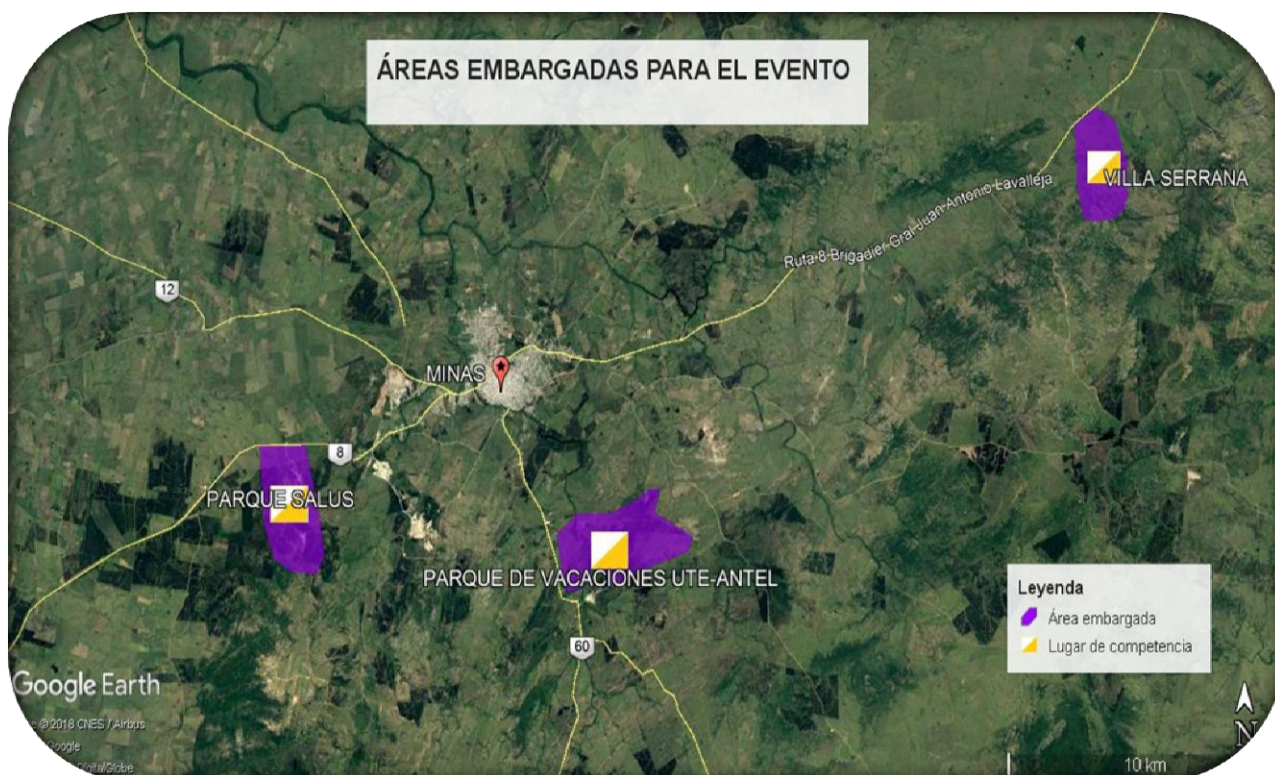 ÁREAS EMBARGADAS PARA EL EVENTO
VILLA SERRANA
Ruta 8 Brigadier Gral Juan Antonio Lavalleja
12
MINAS
8
PARQUE SALUS
PARQUE DE VACACIONES UTE-ANTEL
60
Leyenda
Área embargada
Lugar de competencia
Google Earth
© 2018 CNES / Airbus
Google
DigitalGlobe
N
10 km